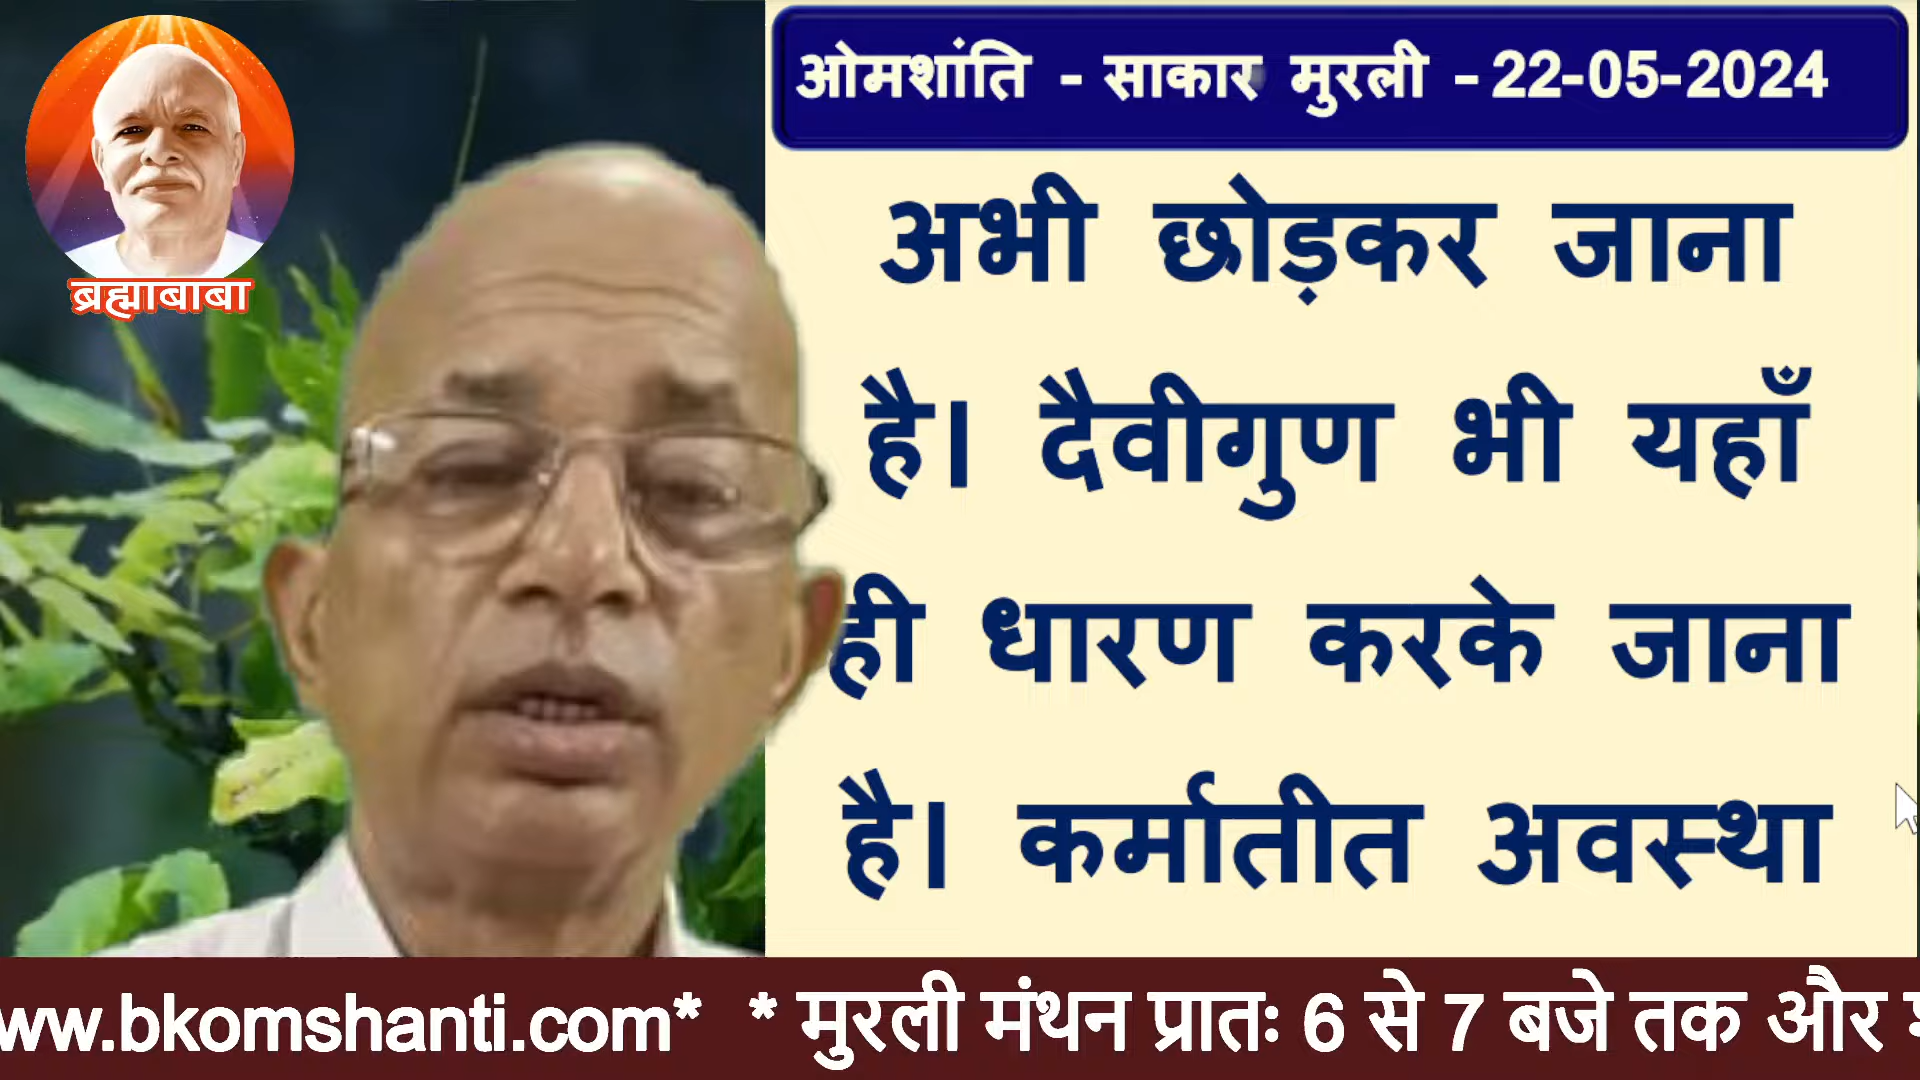 ओमशांति - साकार मुरली - 22-05-2024
ब्रह्माबाबा
अभी छोड़कर जाना
है। दैवीगुण भी यहाँ
ही धारण करके जाना
है। कर्मातीत अवस्था
ww.bkomshanti.com* * मुरली मंथन प्रातः 6 से 7 बजे तक और